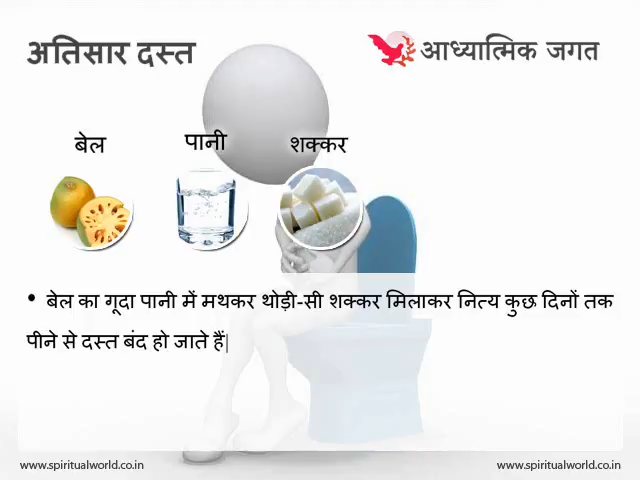 अतिसार दस्त
आध्यात्मिक जगत
बेल
पानी
शक्कर
• बेल का गूदा पानी में मथकर थोड़ी-सी शक्कर मिलाकर नित्य कुछ दिनों तक
पीने से दस्त बंद हो जाते हैं|
www.spiritualworld.co.in
www.spiritualworld.co.in